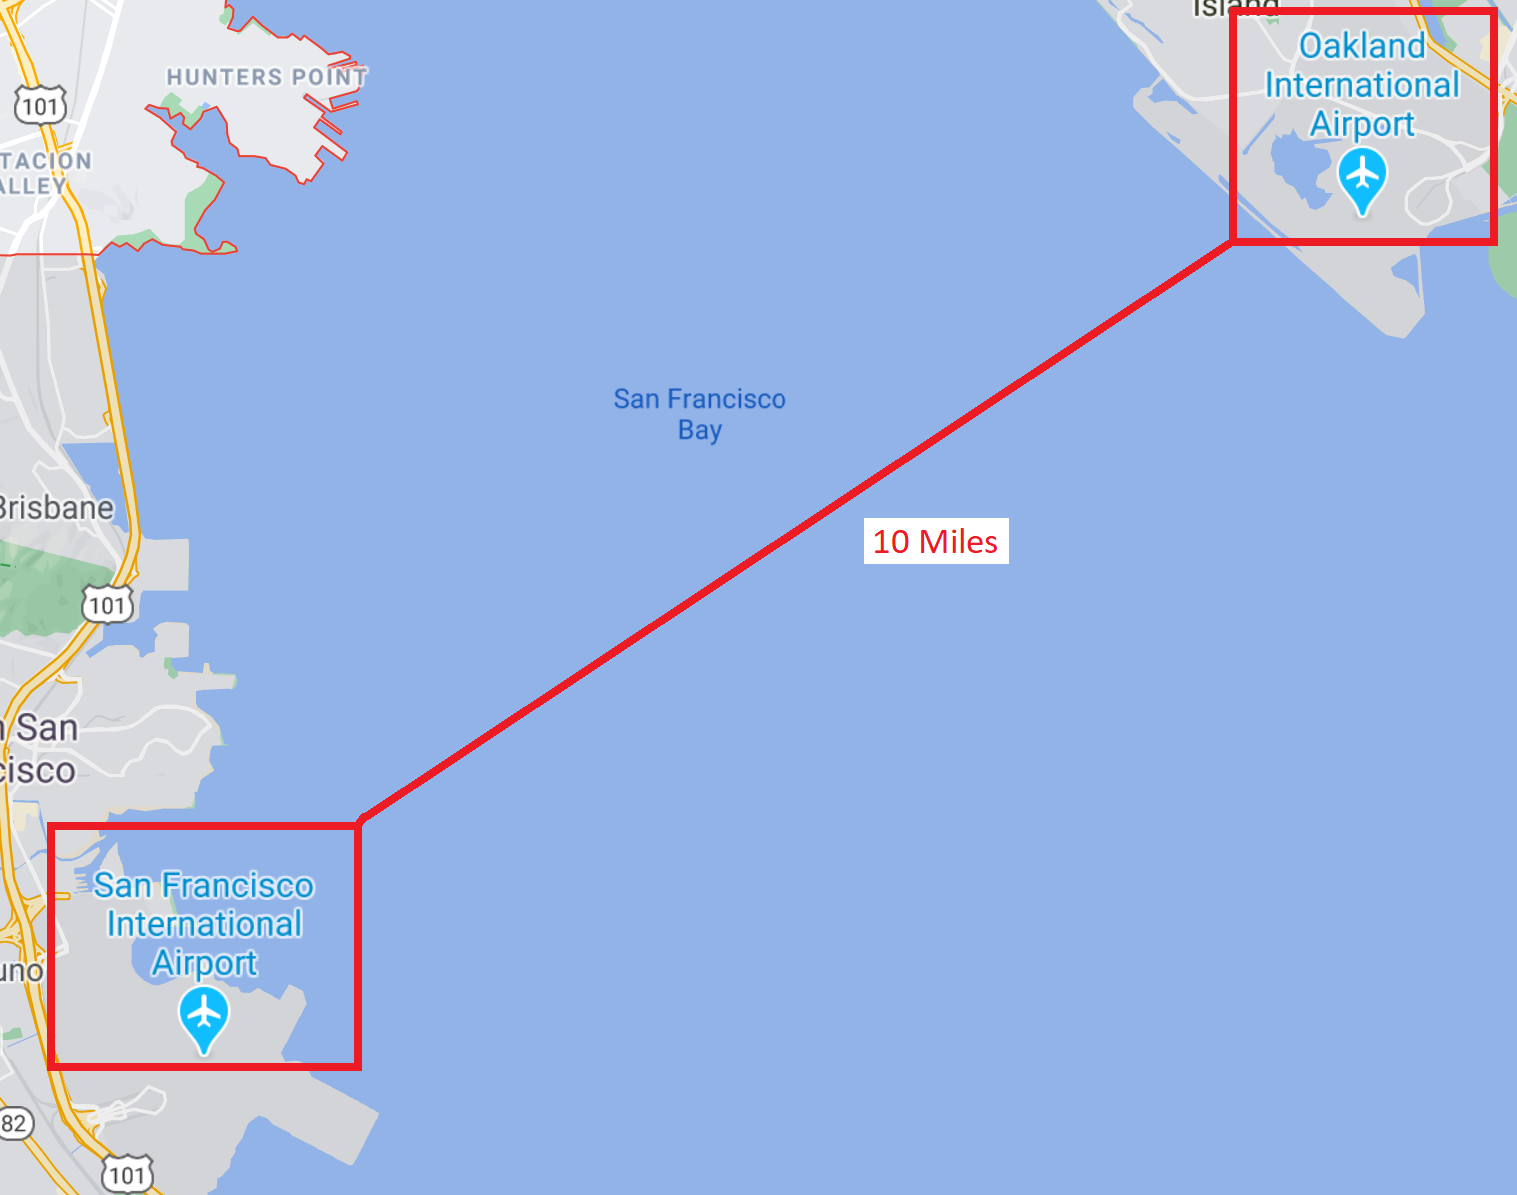 Island
Oakland
International
Airport
HUNTERS POINT
101
TACION
ALLEY
San Francisco
Bay
Brisbane
10 Miles
101
San
cisco
San Francisco
International
Airport
uno
82
101